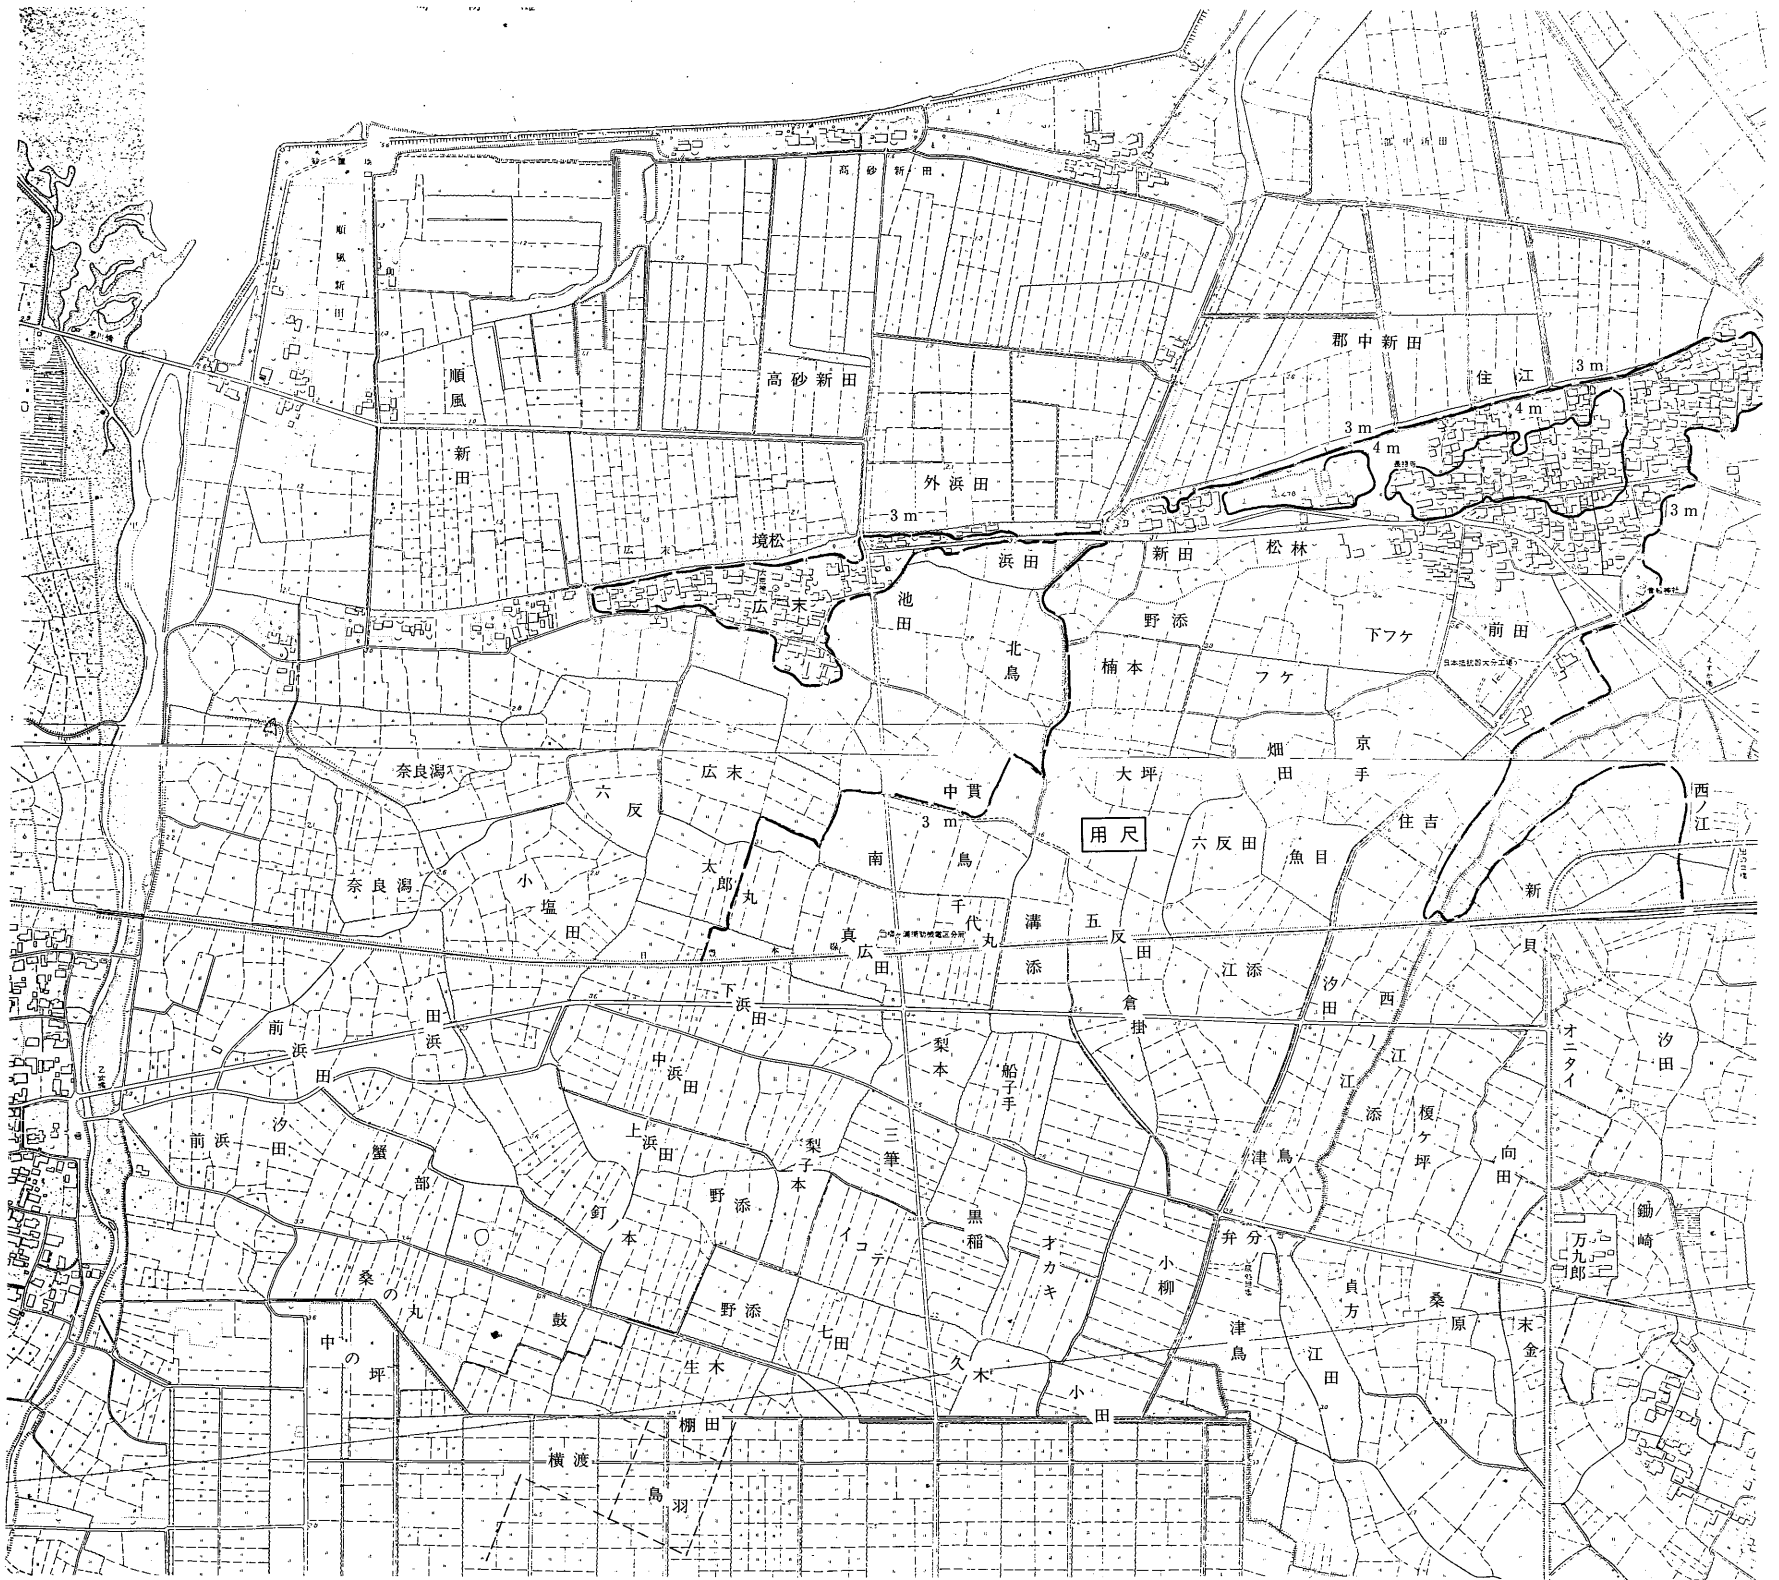 高砂新田
順風新田
郡中新田
順風
高砂新田
郡中新田
住江
3m
4m
3m
4m
新田
外浜田
3m
3m
境松
広末
浜田
新田
松林
広末
池田
北鳥
野添
下フケ
前田
楠本
フケ
畑田
京手
奈良潟
広末
六反
中貫
3m
大坪
用尺
住吉
西ノ江
六反田
魚目
太郎丸
南鳥
奈良潟
小塩田
千代丸
溝添
五反田
新貝
真広田
江添
汐田
西ノ江
下浜田
倉掛
オニタイ
汐田
前浜田
田浜
中浜田
梨本
船子手
江添
榎ケ坪
前浜
汐田
蟹部
上浜田
梨子本
三筆
津鳥
向田
野添
釘ノ本
イコテ
黒稲
オカキ
小柳
弁分
鋤崎
万九郎
桑の丸
鼓
野添
七田
貞方
桑原
末金
中の坪
生木
久木
津鳥
江田
小田
棚田
横渡
鳥羽